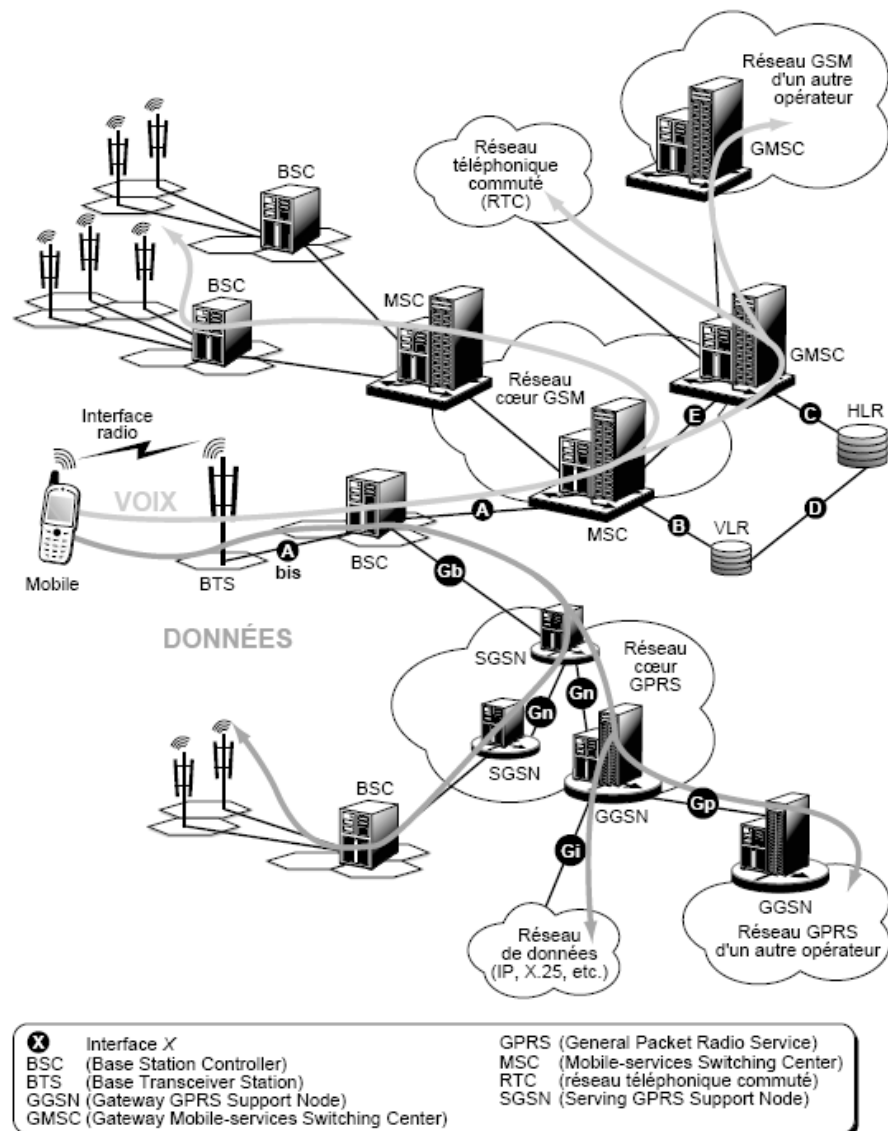 Réseau GSM
d'un autre
opérateur
GMSC
Réseau
téléphonique
commuté
(RTC)
BSC
BSC
MSC
GMSC
Réseau
cœur GSM
E
C
HLR
Interface
radio
VOIX
A
MSC
B
VLR
D
Mobile
BTS
A
bis
BSC
Gb
DONNÉES
SGSN
Réseau
cœur
GPRS
Gn
Gn
SGSN
BSC
GGSN
Gp
Gi
GGSN
Réseau
de données
(IP, X.25, etc.)
Réseau GPRS
d'un autre opérateur
X Interface X
BSC (Base Station Controller)
BTS (Base Transceiver Station)
GGSN (Gateway GPRS Support Node)
GMSC (Gateway Mobile-services Switching Center)
GPRS (General Packet Radio Service)
MSC (Mobile-services Switching Center)
RTC (réseau téléphonique commuté)
SGSN (Serving GPRS Support Node)